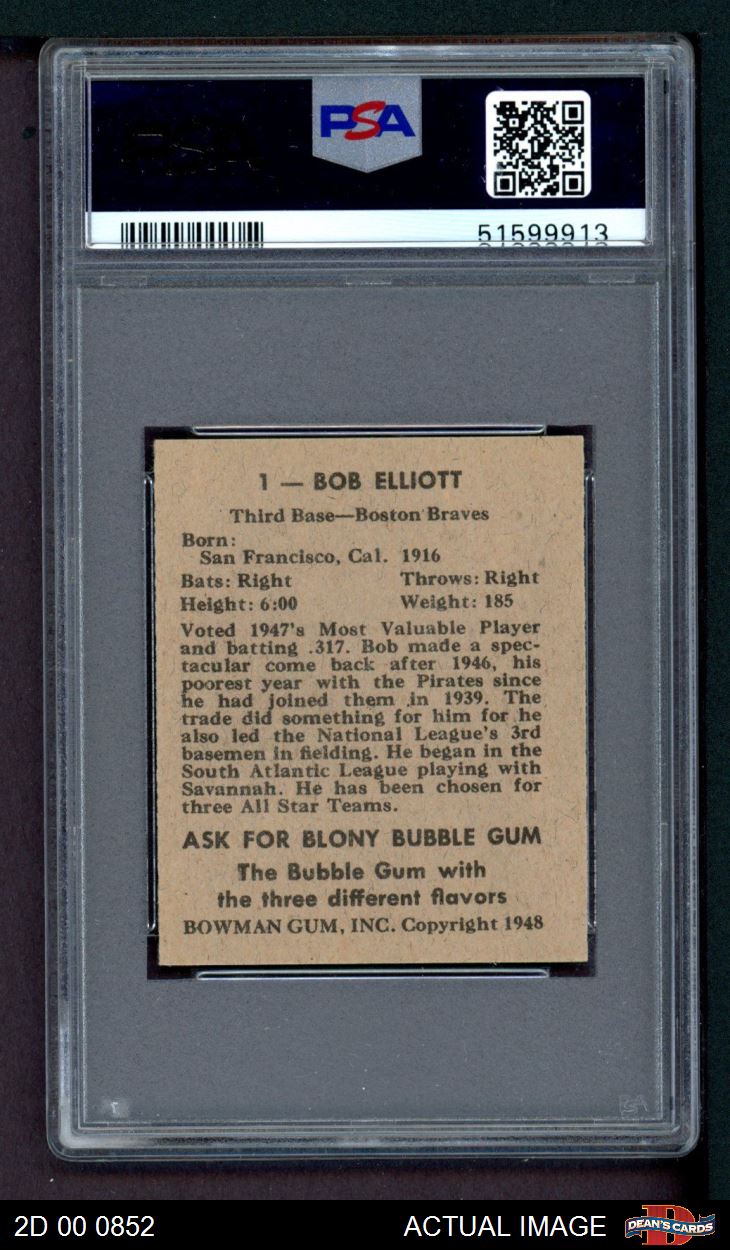 PSA
51599913
1 — BOB ELLIOTT
Third Base—Boston Braves
Born:
San Francisco, Cal. 1916
Bats: Right Throws: Right
Height: 6:00 Weight: 185
Voted 1947's Most Valuable Player
and batting .317. Bob made a spec-
tacular come back after 1946, his
poorest year with the Pirates since
he had joined them in 1939. The
trade did something for him for he
also led the National League's 3rd
basemen in fielding. He began in the
South Atlantic League playing with
Savannah. He has been chosen for
three All Star Teams.
ASK FOR BLONY BUBBLE GUM
The Bubble Gum with
the three different flavors
BOWMAN GUM, INC. Copyright 1948
PSA
2D 00 0852 ACTUAL IMAGE DEAN'S CARDS